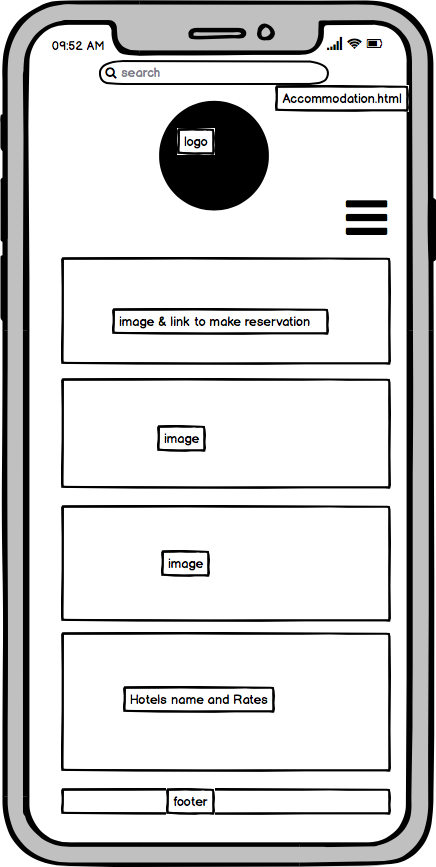 09:52 AM
search
Accommodation.html
logo
image & link to make reservation
image
image
Hotels name and Rates
footer